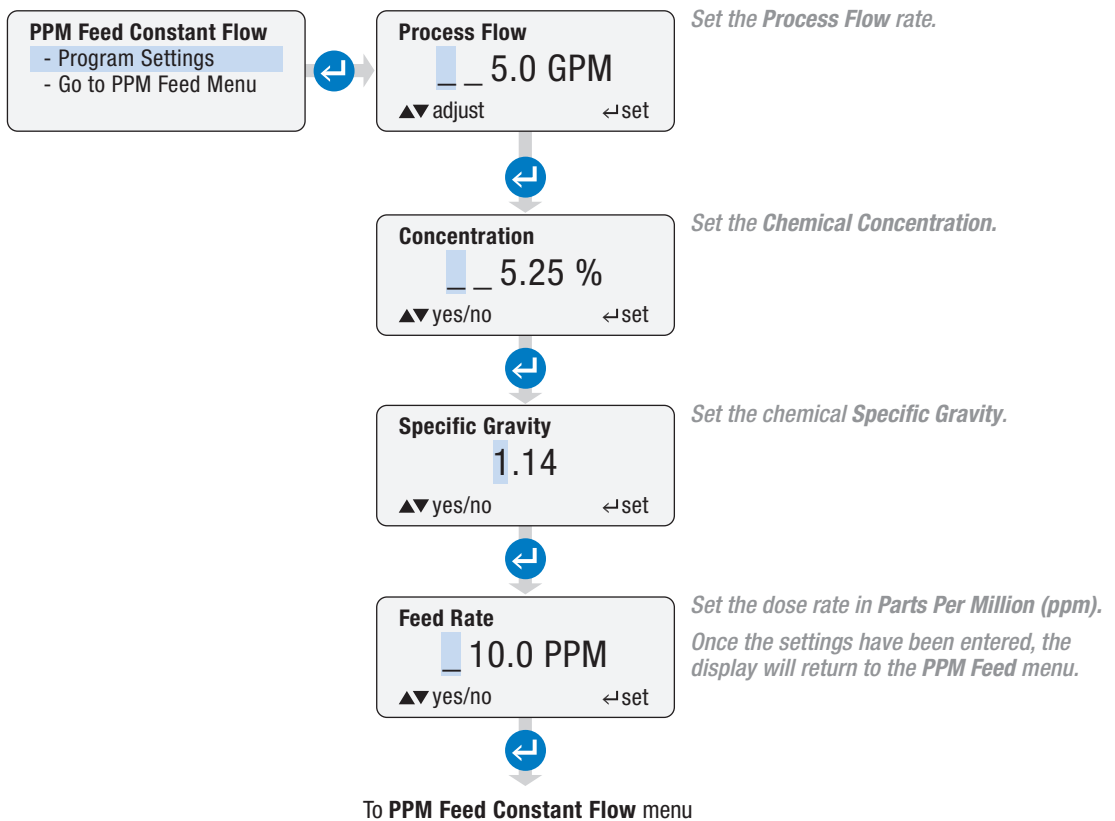 PPM Feed Constant Flow
- Program Settings
- Go to PPM Feed Menu
Process Flow
_ _ 5.0 GPM
▲▼ adjust ↵ set
Set the Process Flow rate.
Concentration
_ _ 5.25 %
▲▼ yes/no ↵ set
Set the Chemical Concentration.
Specific Gravity
1.14
▲▼ yes/no ↵ set
Set the chemical Specific Gravity.
Feed Rate
_ 10.0 PPM
▲▼ yes/no ↵ set
Set the dose rate in Parts Per Million (ppm).
Once the settings have been entered, the
display will return to the PPM Feed menu.
To PPM Feed Constant Flow menu